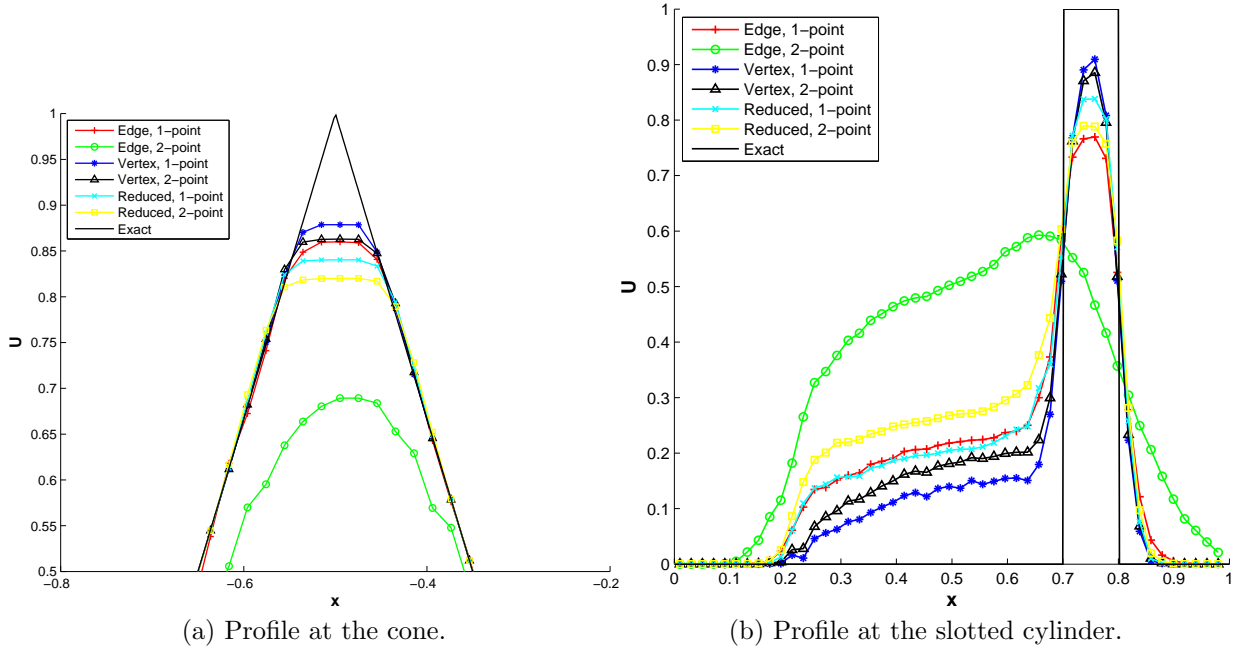 1
0.95
0.9
0.85
0.8
0.75
0.7
0.65
0.6
0.55
0.5
U
−0.8
−0.6
−0.4
−0.2
x
Edge, 1−point
Edge, 2−point
Vertex, 1−point
Vertex, 2−point
Reduced, 1−point
Reduced, 2−point
Exact
(a) Profile at the cone.
1
0.9
0.8
0.7
0.6
0.5
0.4
0.3
0.2
0.1
0
U
0
0.1
0.2
0.3
0.4
0.5
0.6
0.7
0.8
0.9
1
x
Edge, 1−point
Edge, 2−point
Vertex, 1−point
Vertex, 2−point
Reduced, 1−point
Reduced, 2−point
Exact
(b) Profile at the slotted cylinder.